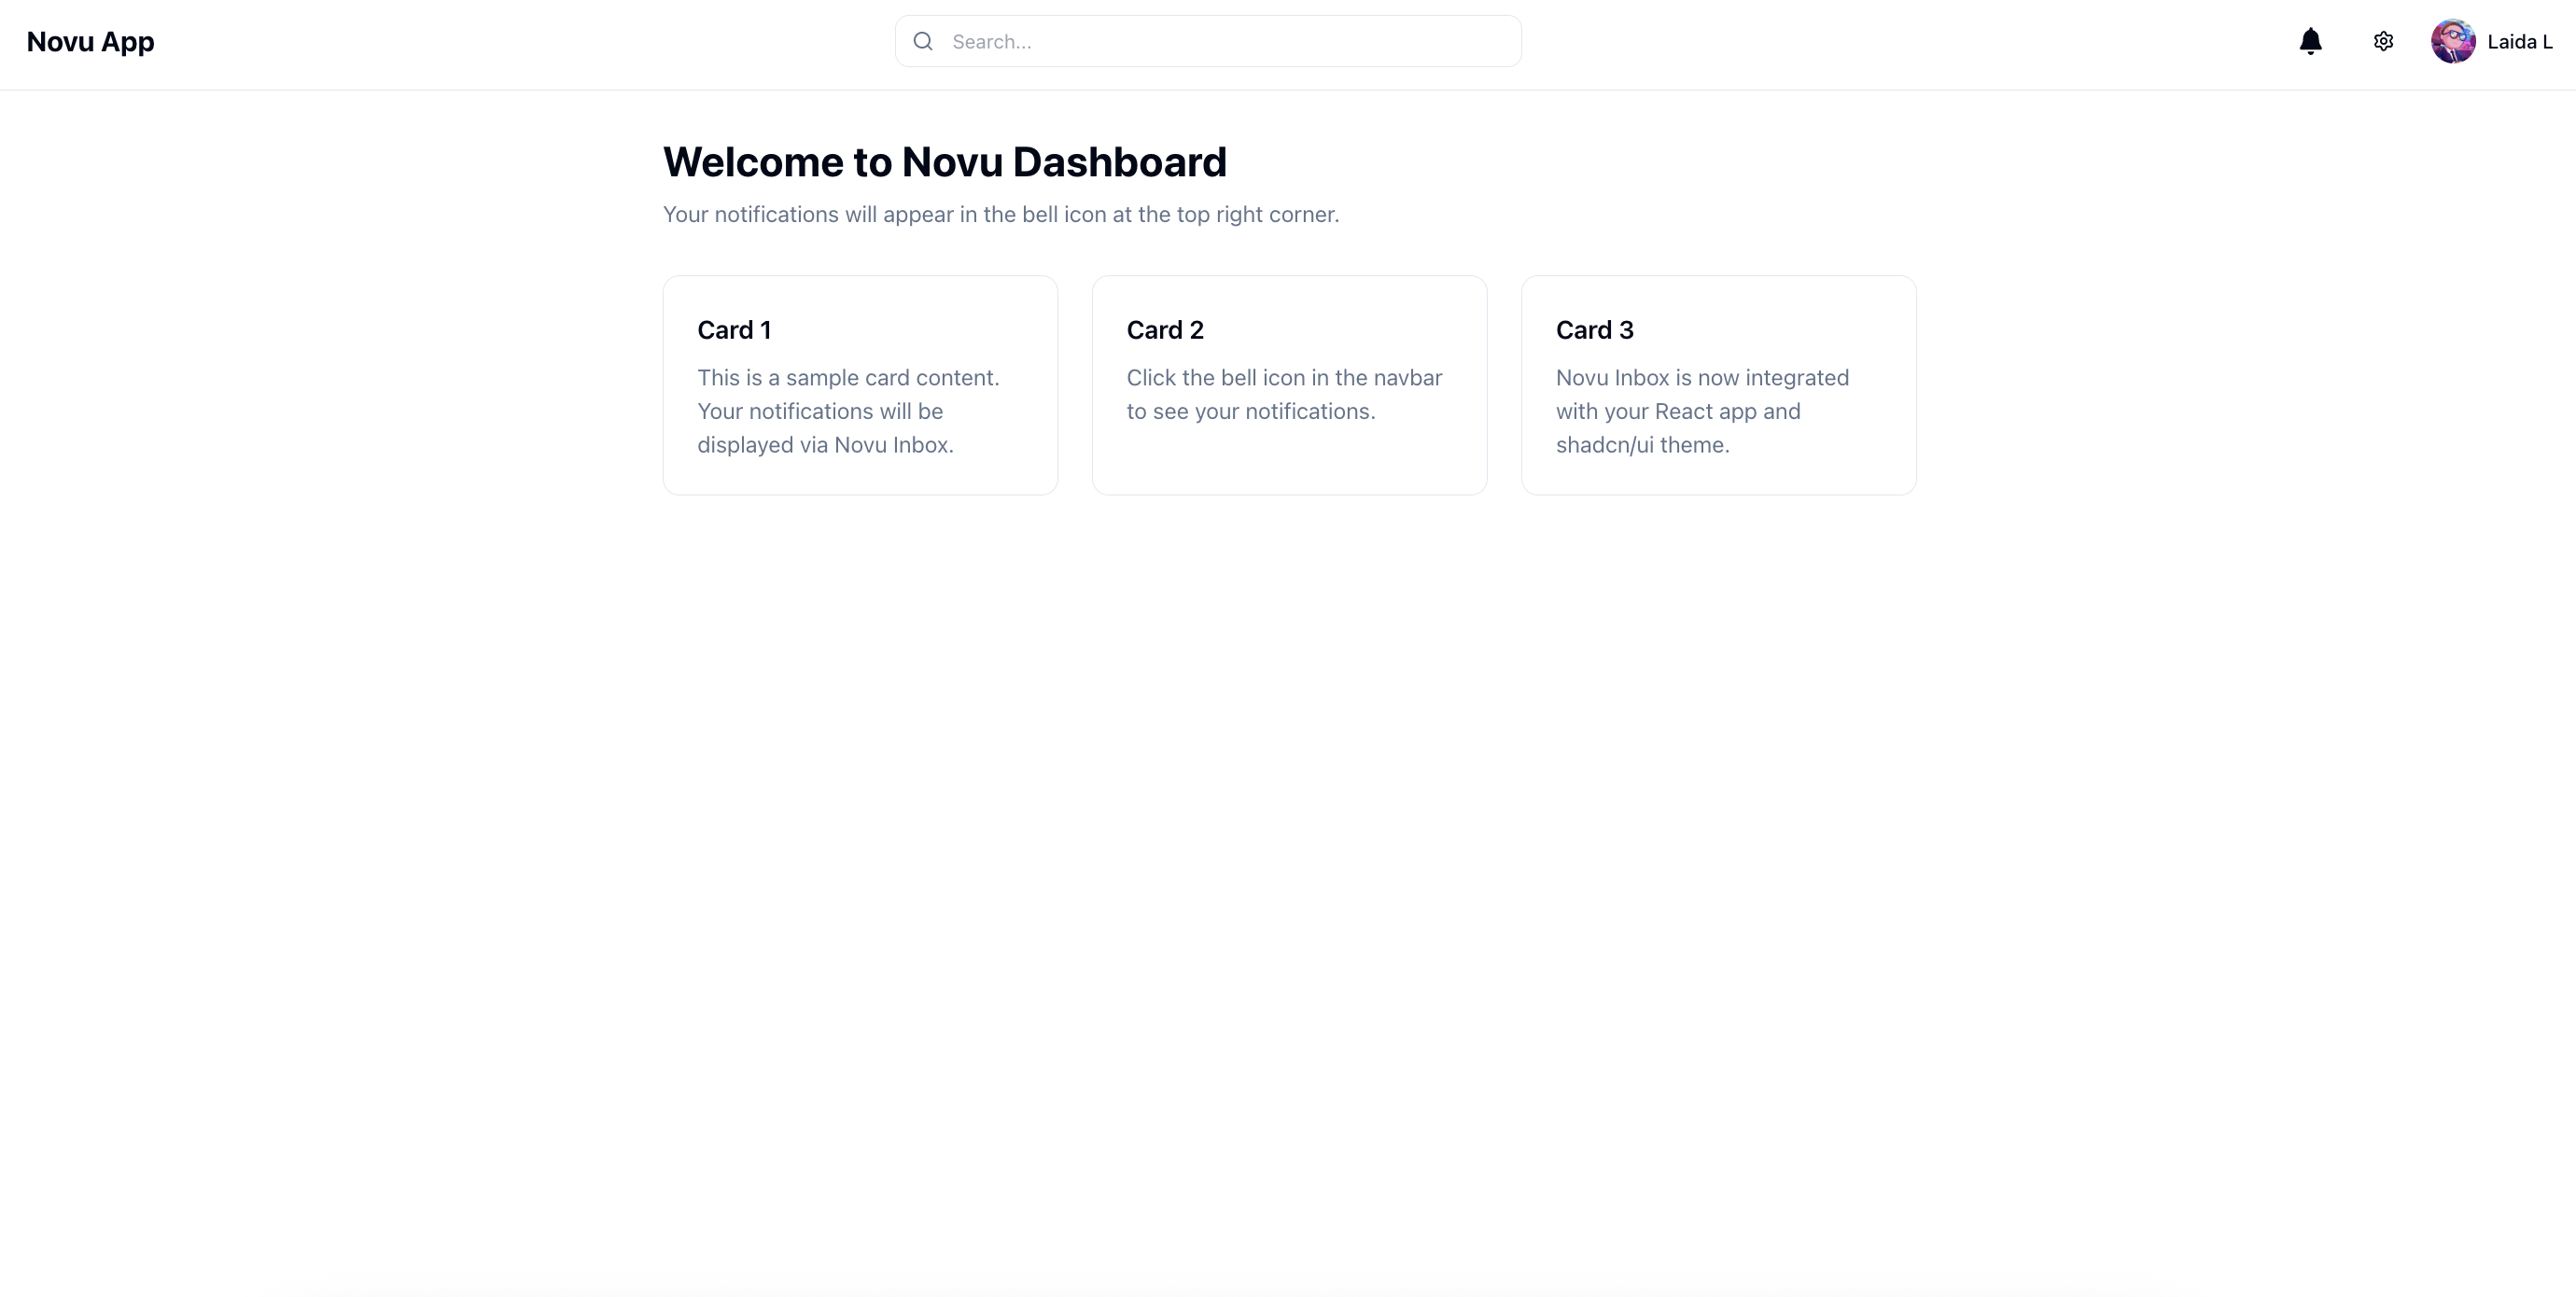 Novu App
Search...
Laida L
Welcome to Novu Dashboard
Your notifications will appear in the bell icon at the top right corner.
Card 1
This is a sample card content.
Your notifications will be
displayed via Novu Inbox.
Card 2
Click the bell icon in the navbar
to see your notifications.
Card 3
Novu Inbox is now integrated
with your React app and
shadcn/ui theme.